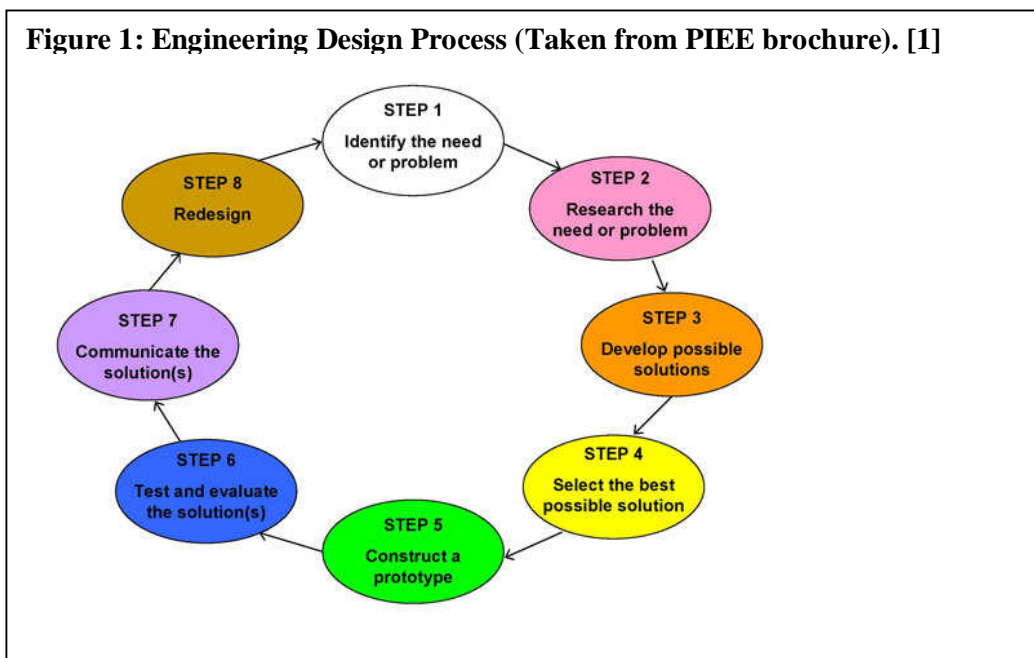 Figure 1: Engineering Design Process (Taken from PIEE brochure). [1]
STEP 1
Identify the need
or problem
STEP 2
Research the
need or problem
STEP 3
Develop possible
solutions
STEP 4
Select the best
possible solution
STEP 5
Construct a
prototype
STEP 6
Test and evaluate
the solution(s)
STEP 7
Communicate the
solution(s)
STEP 8
Redesign